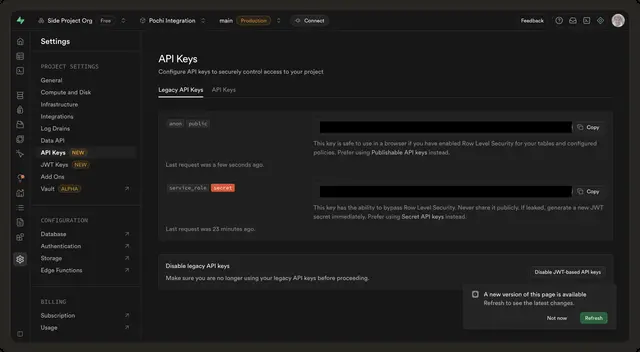 Side Project Org Free Pochi Integration main Production Connect Feedback
Settings
PROJECT SETTINGS
General
Compute and Disk
Infrastructure
Integrations
Log Drains
Data API
API Keys NEW
JWT Keys NEW
Add Ons
Vault ALPHA
CONFIGURATION
Database
Authentication
Storage
Edge Functions
BILLING
Subscription
Usage
API Keys
Configure API keys to securely control access to your project
Legacy API Keys API Keys
anon public
Copy
This key is safe to use in a browser if you have enabled Row Level Security for your tables and configured
policies. Prefer using Publishable API keys instead.
Last request was a few seconds ago.
service_role secret
Copy
This key has the ability to bypass Row Level Security. Never share it publicly. If leaked, generate a new JWT
secret immediately. Prefer using Secret API keys instead.
Last request was 23 minutes ago.
Disable legacy API keys
Make sure you are no longer using your legacy API keys before proceeding.
Disable JWT-based API keys
A new version of this page is available
Refresh to see the latest changes.
Not now Refresh